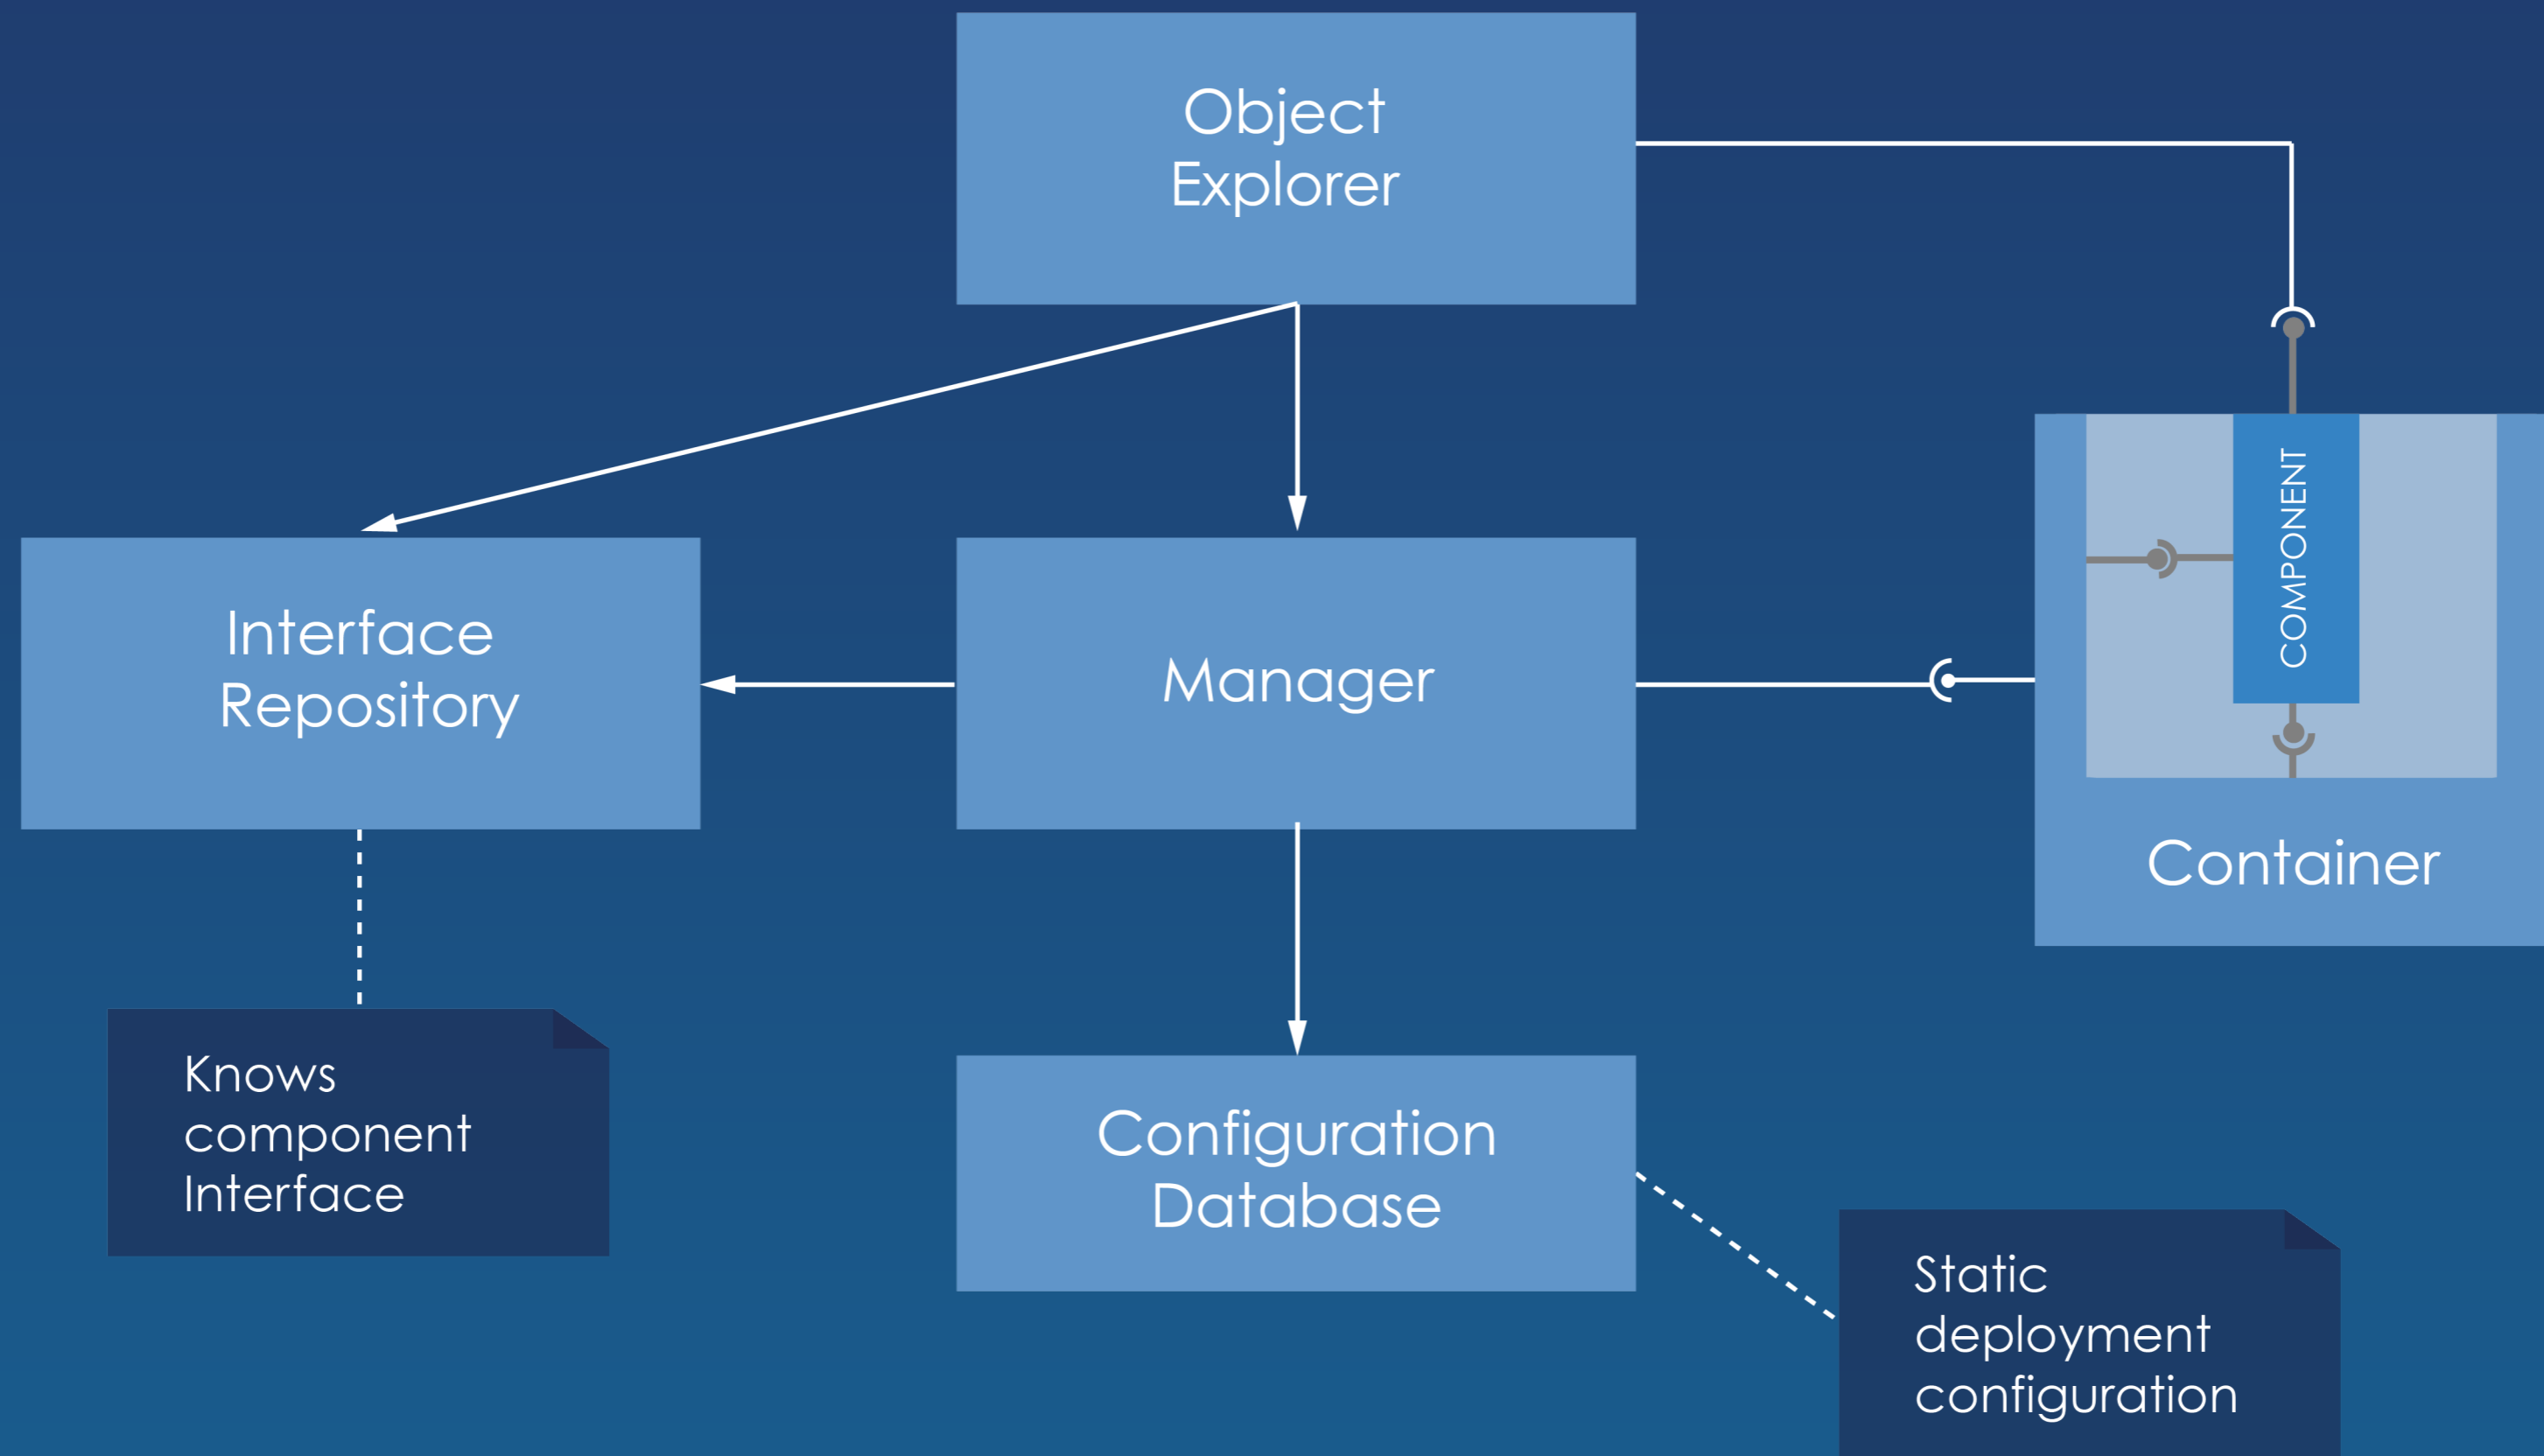 Object
Explorer
COMPONENT
Interface
Repository
Manager
Container
Knows
component
Interface
Configuration
Database
Static
deployment
configuration